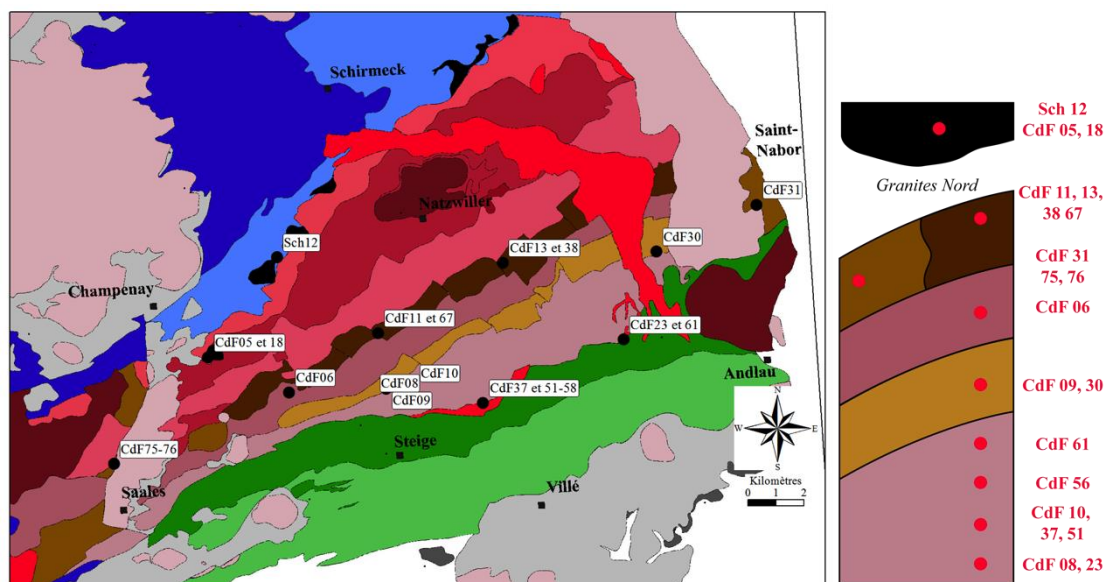 Schirmeck
Saint-
Nabor
CdF31
Natzwiller
Sch12
CdF13 et 38
CdF30
Champenay
CdF11 et 67
CdF23 et 61
CdF05 et 18
CdF06
CdF10
CdF08
CdF09
CdF37 et 51-58
Andlau
N
W
E
S
Steige
CdF75-76
Saales
Villé
Kilomètres
0 1 2
Sch 12
CdF 05, 18
Granites Nord
CdF 11, 13,
38 67
CdF 31
75, 76
CdF 06
CdF 09, 30
CdF 61
CdF 56
CdF 10,
37, 51
CdF 08, 23